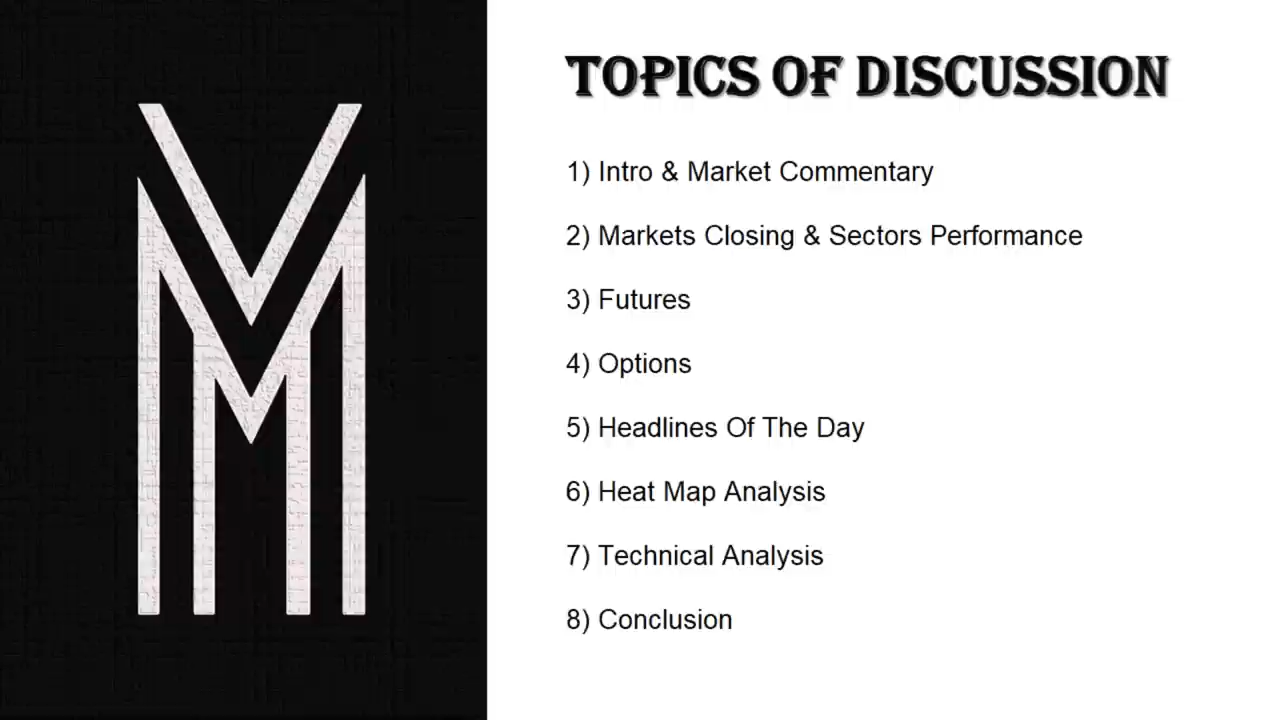 TOPICS OF DISCUSSION
1) Intro & Market Commentary
2) Markets Closing & Sectors Performance
3) Futures
4) Options
5) Headlines Of The Day
6) Heat Map Analysis
7) Technical Analysis
8) Conclusion